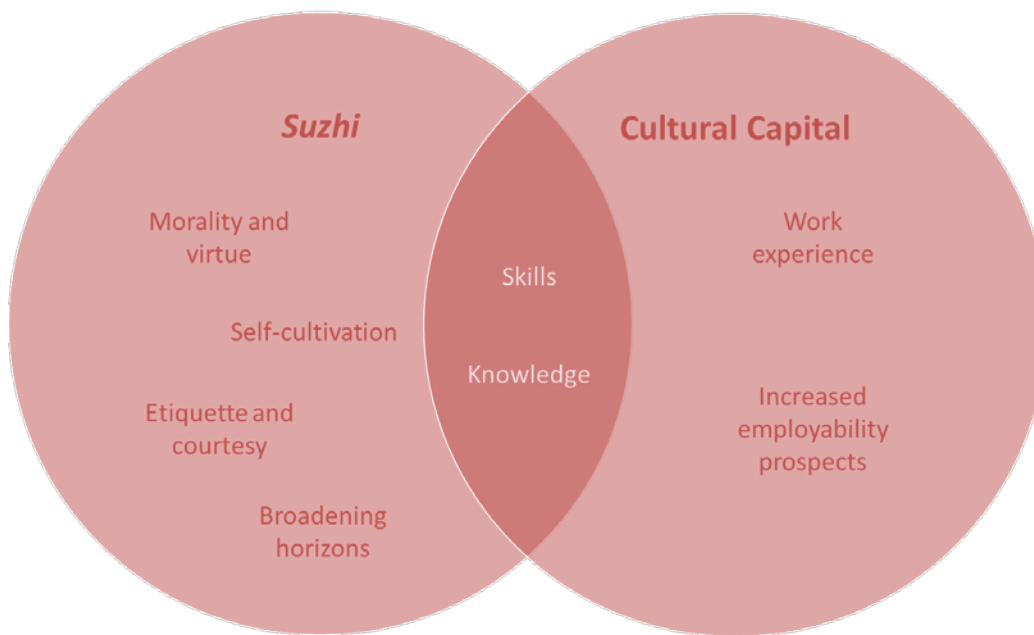 Suzhi
Morality and
virtue
Self-cultivation
Etiquette and
courtesy
Broadening
horizons
Skills
Knowledge
Cultural Capital
Work
experience
Increased
employability
prospects